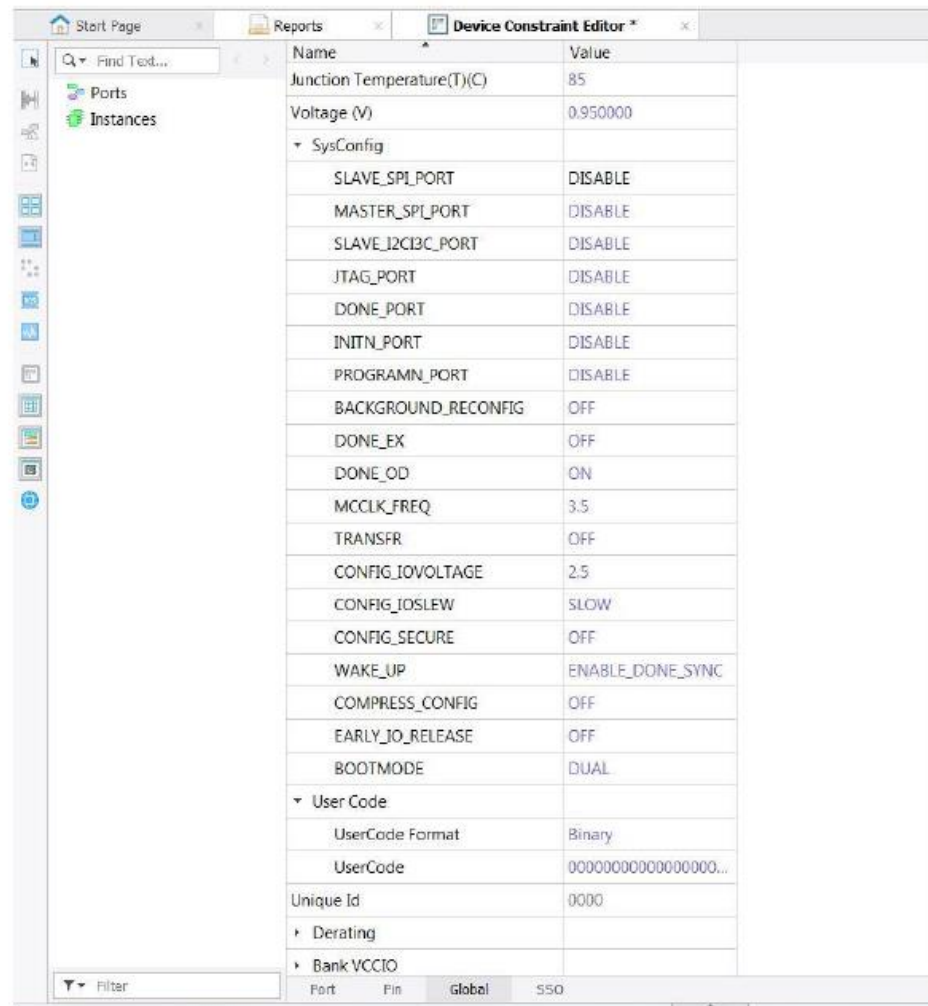 Start Page Reports Device Constraint Editor *
Find Text...
Ports
Instances
Name Value
Junction Temperature(T)(C) 85
Voltage (V) 0.950000
SysConfig
SLAVE_SPI_PORT DISABLE
MASTER_SPI_PORT DISABLE
SLAVE_I2CI3C_PORT DISABLE
JTAG_PORT DISABLE
DONE_PORT DISABLE
INITN_PORT DISABLE
PROGRAMN_PORT DISABLE
BACKGROUND_RECONFIG OFF
DONE_EX OFF
DONE_OD ON
MCCLK_FREQ 3.5
TRANSFR OFF
CONFIG_IOVOLTAGE 2.5
CONFIG_IOSLEW SLOW
CONFIG_SECURE OFF
WAKE_UP ENABLE_DONE_SYNC
COMPRESS_CONFIG OFF
EARLY_IO_RELEASE OFF
BOOTMODE DUAL
User Code
UserCode Format Binary
UserCode 00000000000000000...
Unique Id 0000
Derating
Bank VCCIO
Filter
Port Pin Global SSO